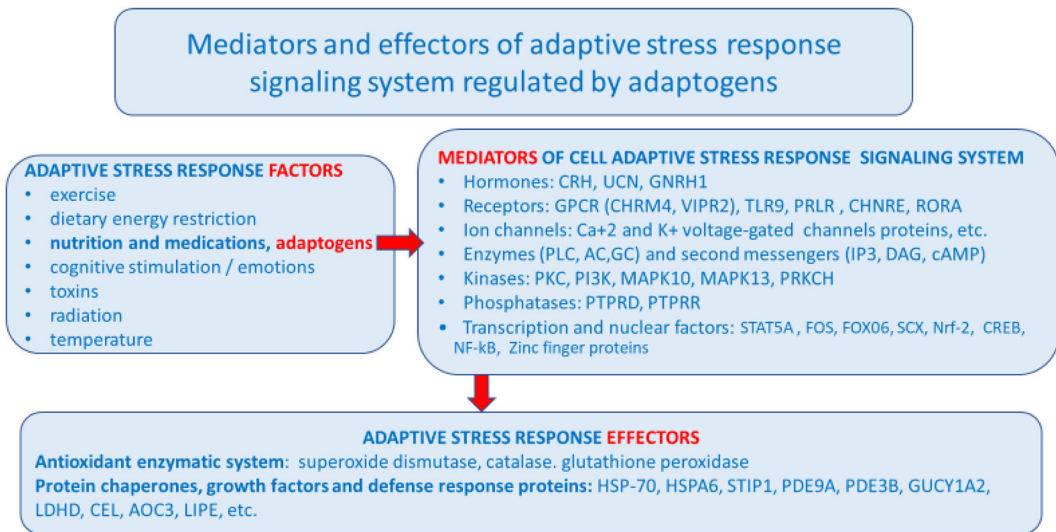 Mediators and effectors of adaptive stress response
signaling system regulated by adaptogens
ADAPTIVE STRESS RESPONSE FACTORS
• exercise
• dietary energy restriction
• nutrition and medications, adaptogens
• cognitive stimulation / emotions
• toxins
• radiation
• temperature
MEDIATORS OF CELL ADAPTIVE STRESS RESPONSE SIGNALING SYSTEM
• Hormones: CRH, UCN, GNRH1
• Receptors: GPCR (CHRM4, VIPR2), TLR9, PRLR , CHNRE, RORA
• Ion channels: Ca+2 and K+ voltage-gated channels proteins, etc.
• Enzymes (PLC, AC,GC) and second messengers (IP3, DAG, cAMP)
• Kinases: PKC, PI3K, MAPK10, MAPK13, PRKCH
• Phosphatases: PTPRD, PTPRR
• Transcription and nuclear factors: STAT5A , FOS, FOX06, SCX, Nrf-2, CREB,
NF-kB, Zinc finger proteins
ADAPTIVE STRESS RESPONSE EFFECTORS
Antioxidant enzymatic system: superoxide dismutase, catalase. glutathione peroxidase
Protein chaperones, growth factors and defense response proteins: HSP-70, HSPA6, STIP1, PDE9A, PDE3B, GUCY1A2,
LDHD, CEL, AOC3, LIPE, etc.